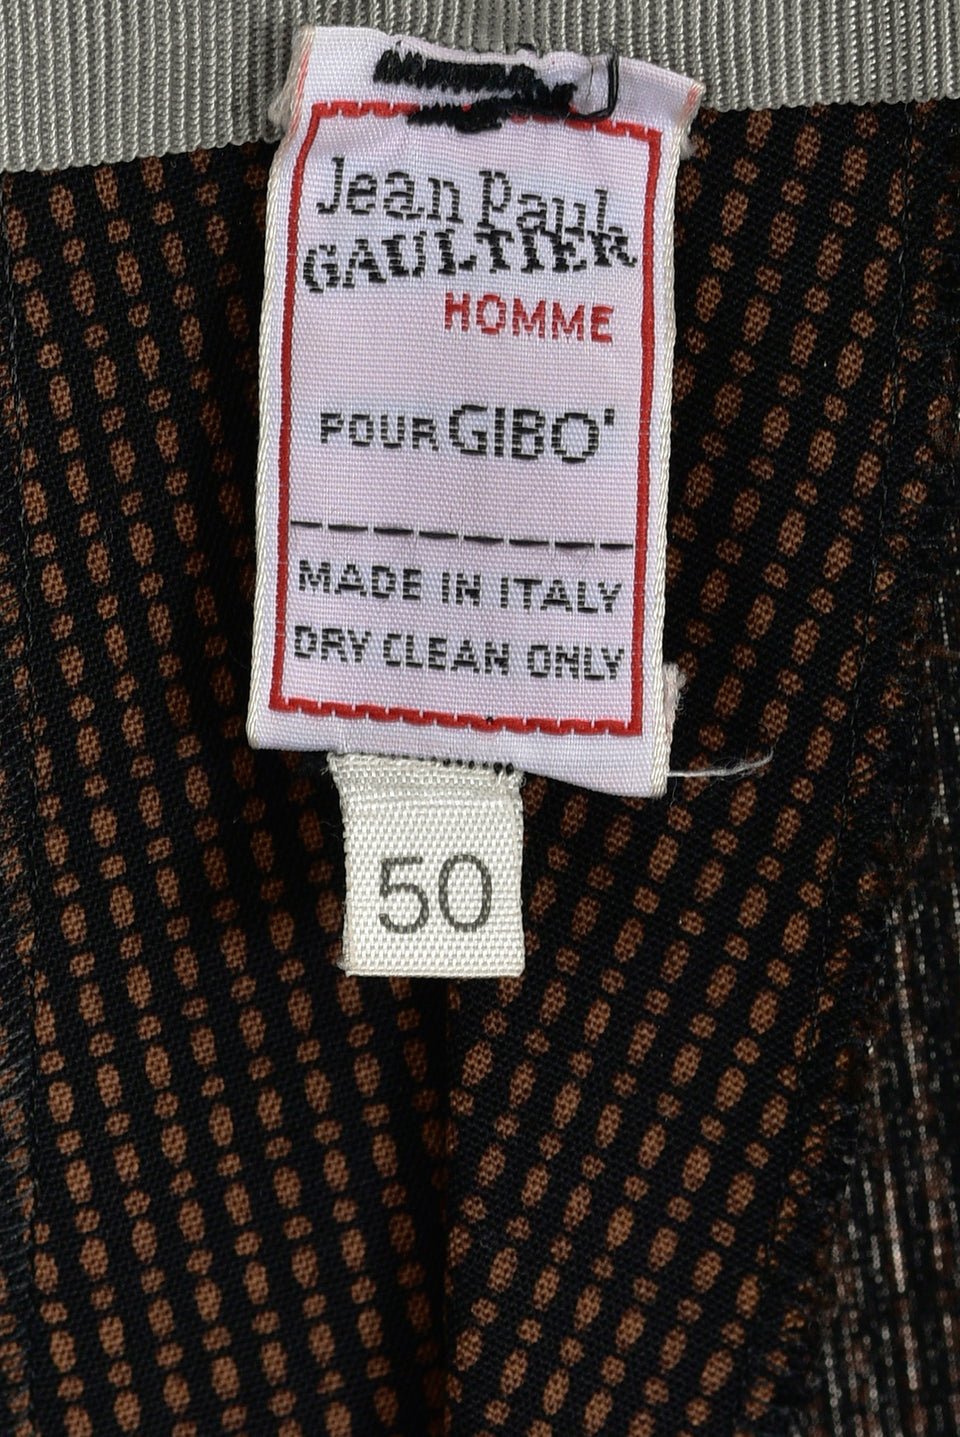 Jean Paul
GAULTIER
HOMME
POUR GIBO'
MADE IN ITALY
DRY CLEAN ONLY
50